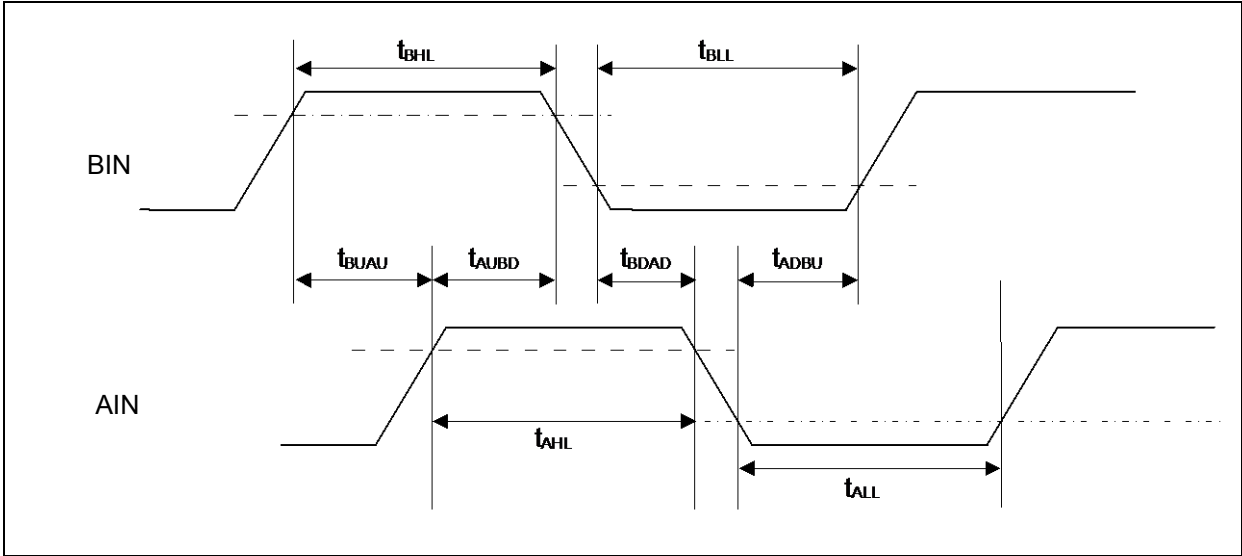 tBHL tBLL
BIN
tBUAU tAUBD tBDAD tADBU
AIN
tAHL
tALL